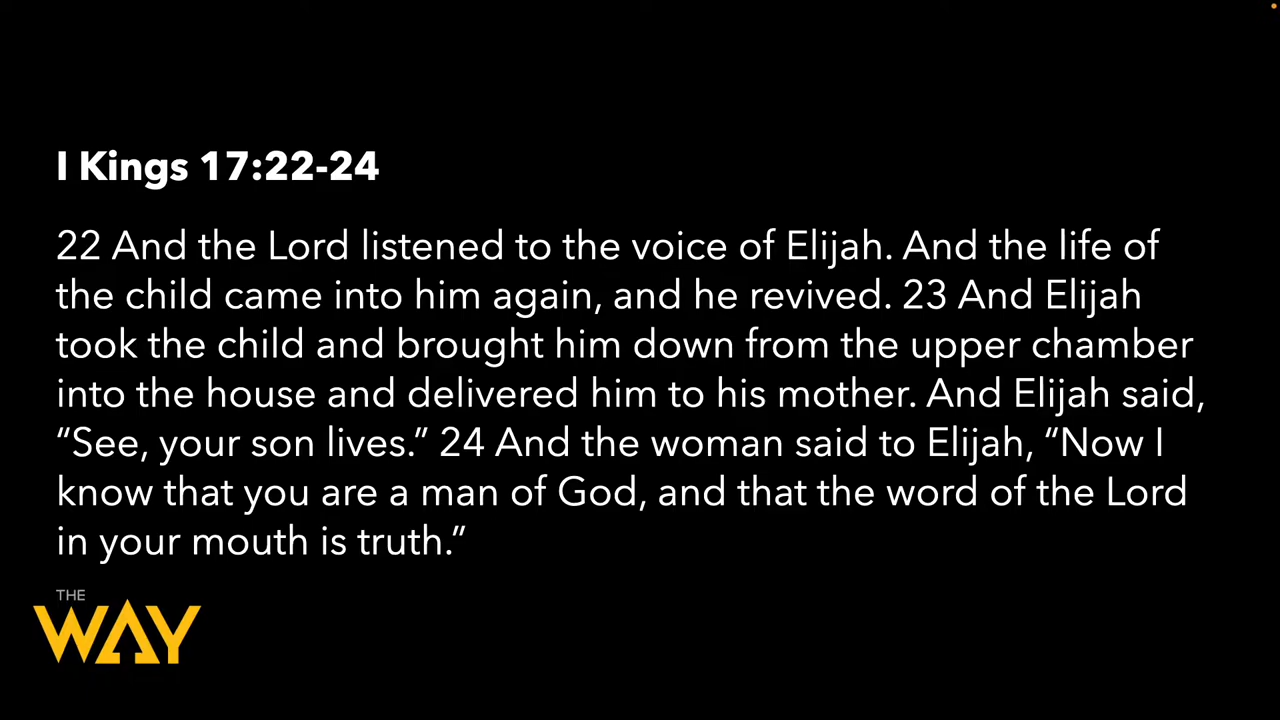 I Kings 17:22-24
22 And the Lord listened to the voice of Elijah. And the life of
the child came into him again, and he revived. 23 And Elijah
took the child and brought him down from the upper chamber
into the house and delivered him to his mother. And Elijah said,
“See, your son lives.” 24 And the woman said to Elijah, “Now I
know that you are a man of God, and that the word of the Lord
in your mouth is truth.”
THE
WAY